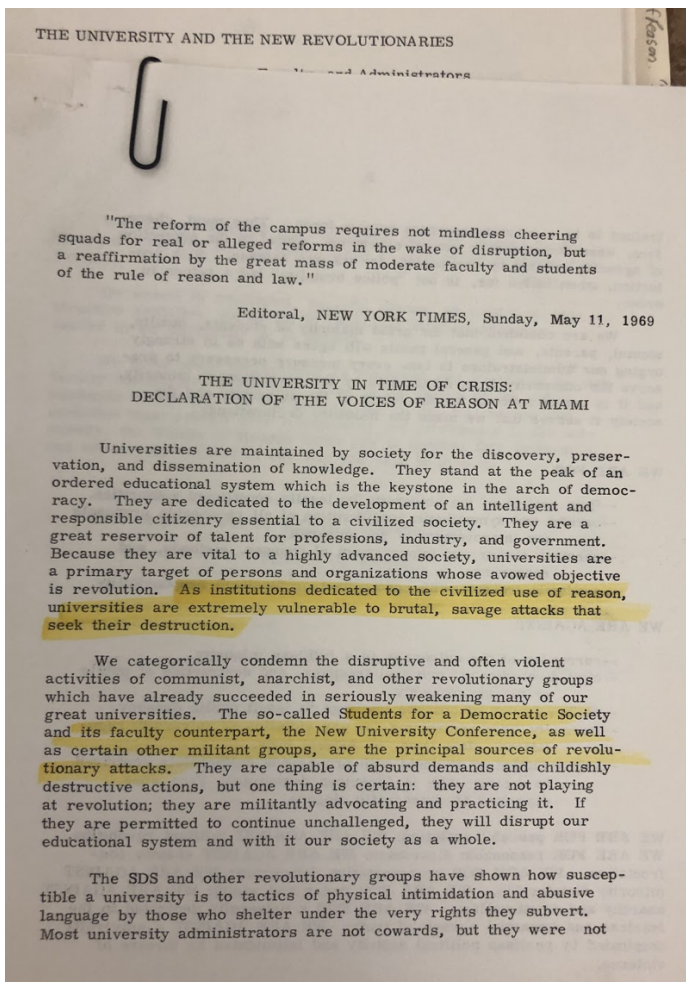 THE UNIVERSITY AND THE NEW REVOLUTIONARIES
and Administrators
f Reason.
"The reform of the campus requires not mindless cheering
squads for real or alleged reforms in the wake of disruption, but
a reaffirmation by the great mass of moderate faculty and students
of the rule of reason and law."
Editoral, NEW YORK TIMES, Sunday, May 11, 1969
THE UNIVERSITY IN TIME OF CRISIS:
DECLARATION OF THE VOICES OF REASON AT MIAMI
Universities are maintained by society for the discovery, preser-
vation, and dissemination of knowledge. They stand at the peak of an
ordered educational system which is the keystone in the arch of democ-
racy. They are dedicated to the development of an intelligent and
responsible citizenry essential to a civilized society. They are a
great reservoir of talent for professions, industry, and government.
Because they are vital to a highly advanced society, universities are
a primary target of persons and organizations whose avowed objective
is revolution. As institutions dedicated to the civilized use of reason,
universities are extremely vulnerable to brutal, savage attacks that
seek their destruction.
We categorically condemn the disruptive and often violent
activities of communist, anarchist, and other revolutionary groups
which have already succeeded in seriously weakening many of our
great universities. The so-called Students for a Democratic Society
and its faculty counterpart, the New University Conference, as well
as certain other militant groups, are the principal sources of revolu-
tionary attacks. They are capable of absurd demands and childishly
destructive actions, but one thing is certain: they are not playing
at revolution; they are militantly advocating and practicing it. If
they are permitted to continue unchallenged, they will disrupt our
educational system and with it our society as a whole.
The SDS and other revolutionary groups have shown how suscep-
tible a university is to tactics of physical intimidation and abusive
language by those who shelter under the very rights they subvert.
Most university administrators are not cowards, but they were not